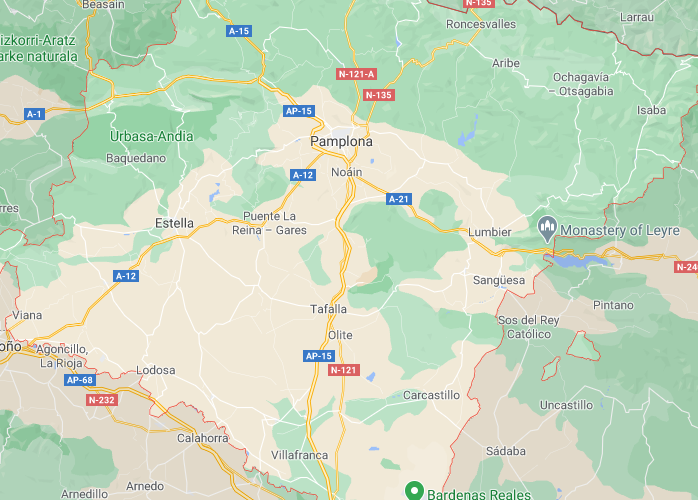 Beasain
N-135
Larrau
Roncesvalles
A-15
izkorri-Aratz
arke naturala
Aribe
N-121-A
Ochagavía
– Otsagabia
N-135
Isaba
AP-15
A-1
Urbasa-Andia
Pamplona
Baquedano
Noáin
A-12
A-21
rres
Estella
Puente La
Reina – Gares
Lumbier
Monastery of Leyre
N-24
A-12
Sangüesa
Pintano
Tafalla
Viana
Sos del Rey
Católico
Olite
oño
Agoncillo,
La Rioja
AP-15
N-121
Lodosa
AP-68
Carcastillo
N-232
Uncastillo
Calahorra
Villafranca
Sádaba
Arnedo
Arnedillo
Bardenas Reales